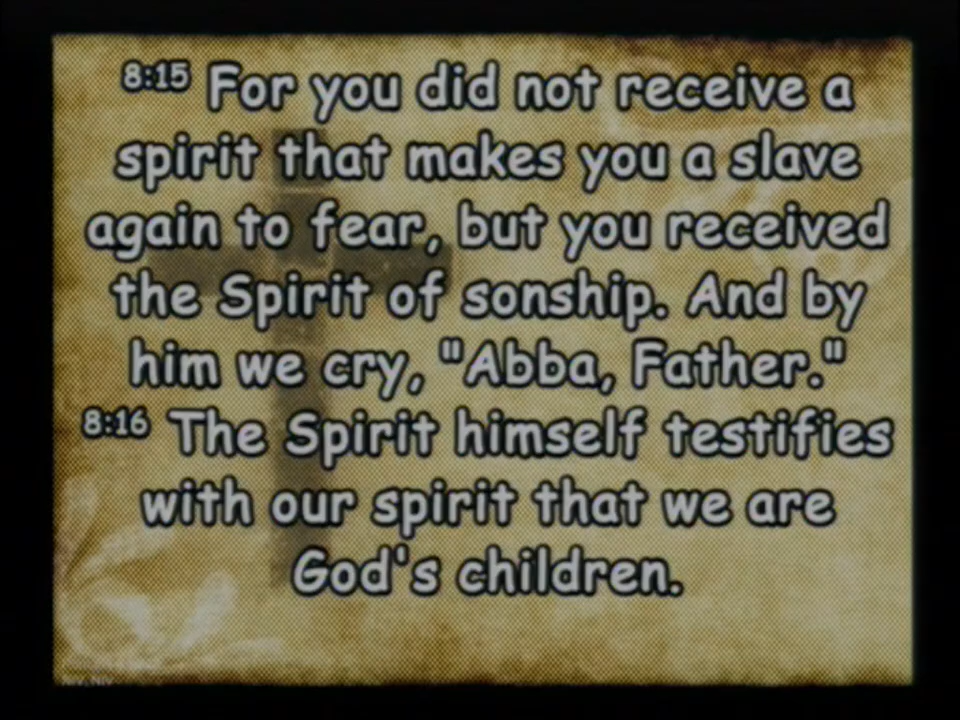 8:15 For you did not receive a
spirit that makes you a slave
again to fear, but you received
the Spirit of sonship. And by
him we cry, "Abba, Father."
8:16 The Spirit himself testifies
with our spirit that we are
God's children.